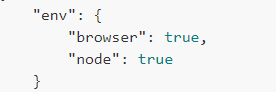 "env": {
"browser": true,
"node": true
}